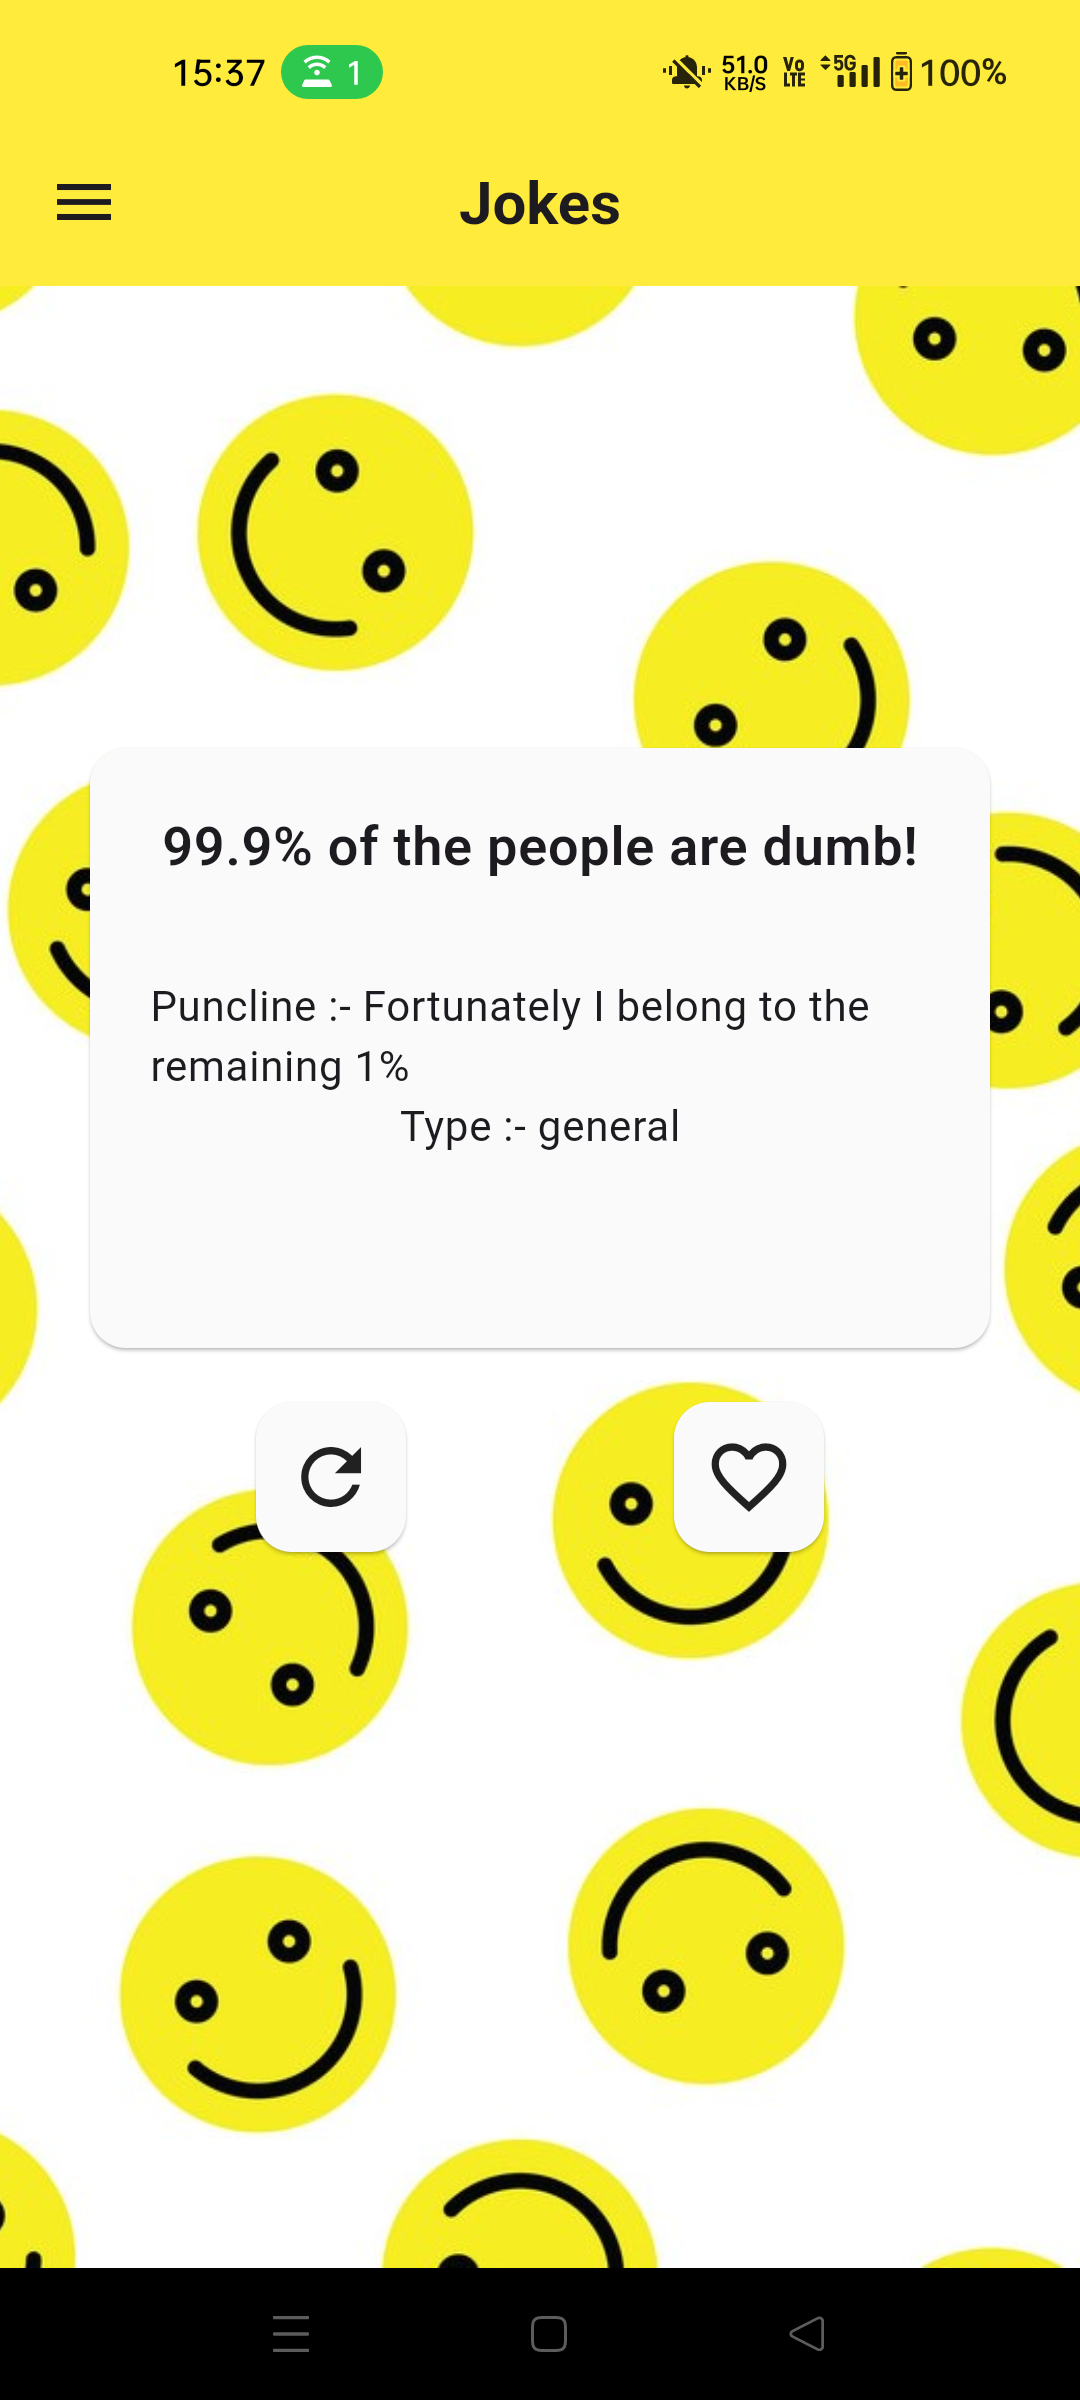 15:37 1 51.0 KB/S Vo LTE 5G 100%
Jokes
99.9% of the people are dumb!
Puncline :- Fortunately I belong to the
remaining 1%
Type :- general